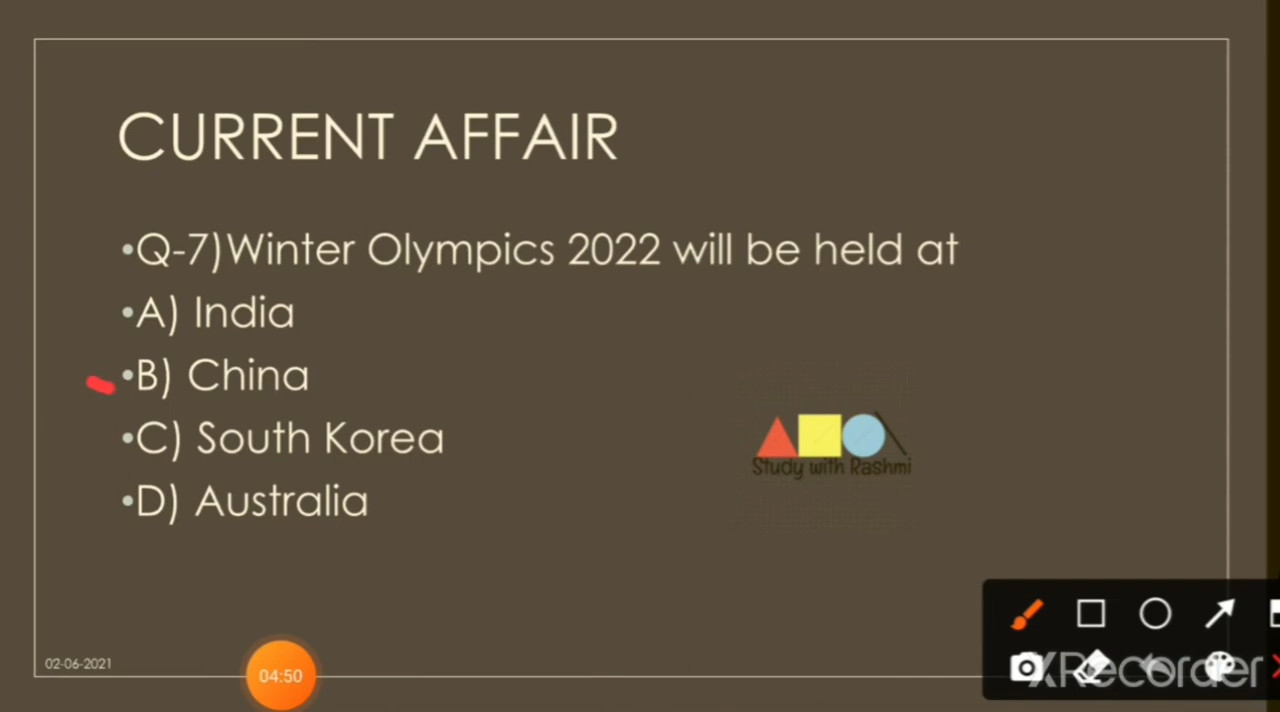 CURRENT AFFAIR
•Q-7)Winter Olympics 2022 will be held at
•A) India
•B) China
•C) South Korea
•D) Australia
Study with Rashmi
02-06-2021
04:50
XRecorder